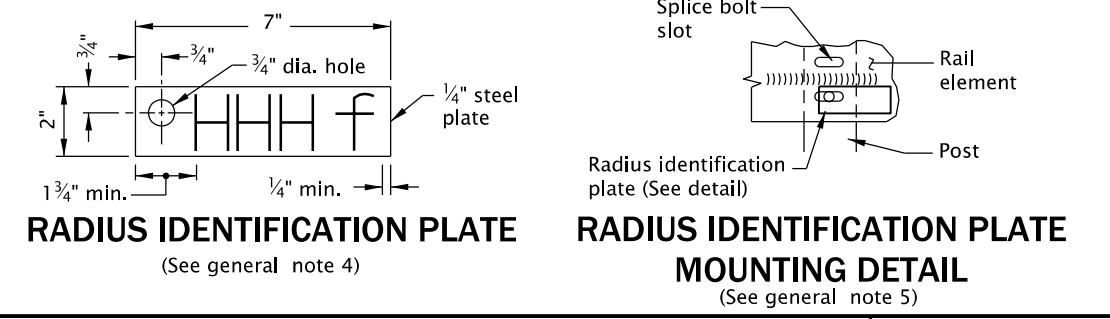 7"
¾"
¾"
¾" dia. hole
¼" steel
plate
2"
HHH f
1¾" min.
¼" min.
RADIUS IDENTIFICATION PLATE
(See general note 4)
Splice bolt
slot
Rail
element
Post
Radius identification
plate (See detail)
RADIUS IDENTIFICATION PLATE
MOUNTING DETAIL
(See general note 5)